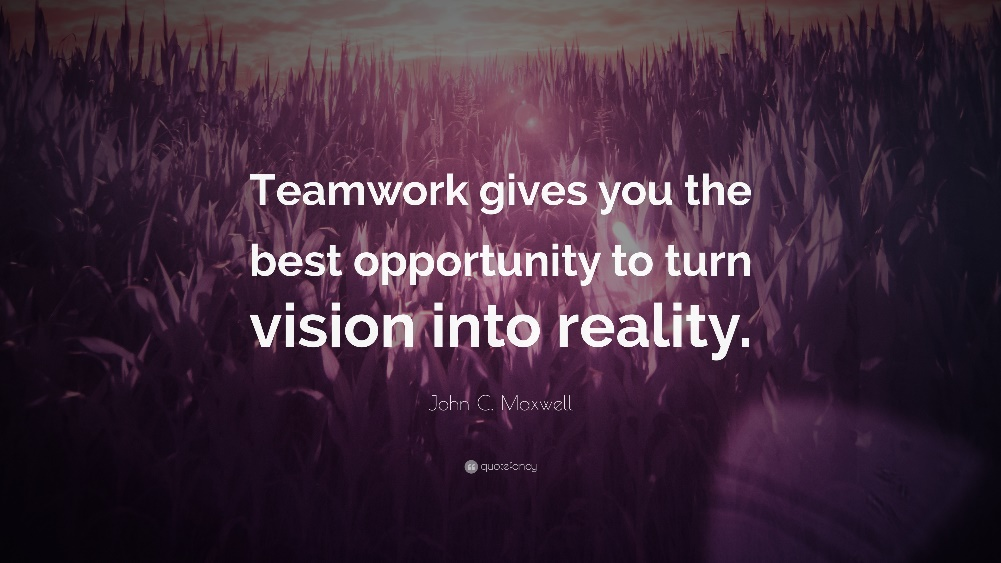 Teamwork gives you the
best opportunity to turn
vision into reality.
John C. Maxwell
quotefancy